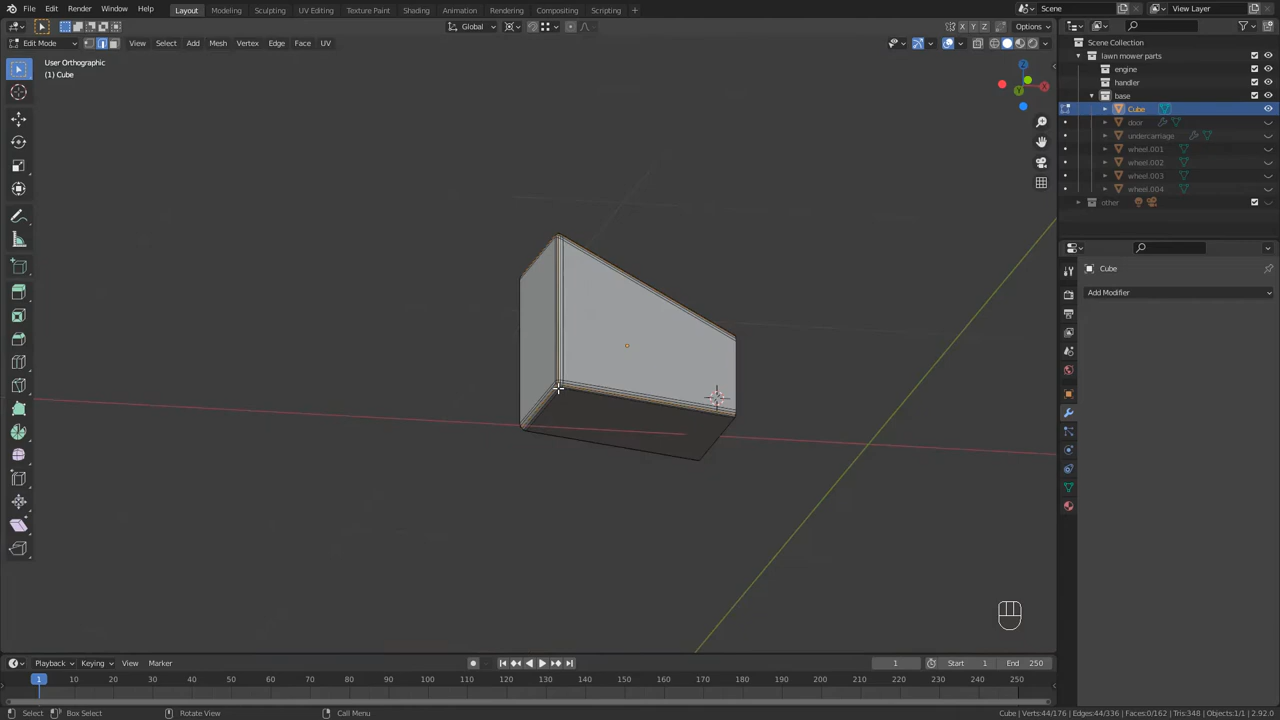 File Edit Render Window Help Layout Modeling Sculpting UV Editing Texture Paint Shading Animation Rendering Compositing Scripting + Scene View Layer
Global Options
Edit Mode View Select Add Mesh Vertex Edge Face UV
X Y Z
User Orthographic
(1) Cube
Scene Collection
lawn mower parts
engine
handler
base
Cube
door
undercarriage
wheel.001
wheel.002
wheel.003
wheel.004
other
Cube
Add Modifier
Z
X
Y
Playback Keying View Marker 1 Start 1 End 250
1 10 20 30 40 50 60 70 80 90 100 110 120 130 140 150 160 170 180 190 200 210 220 230 240 250
Select Box Select Rotate View Call Menu Cube | Verts:44/176 | Edges:44/336 | Faces:0/162 | Tris:348 | Objects:1/1 | 2.92.0